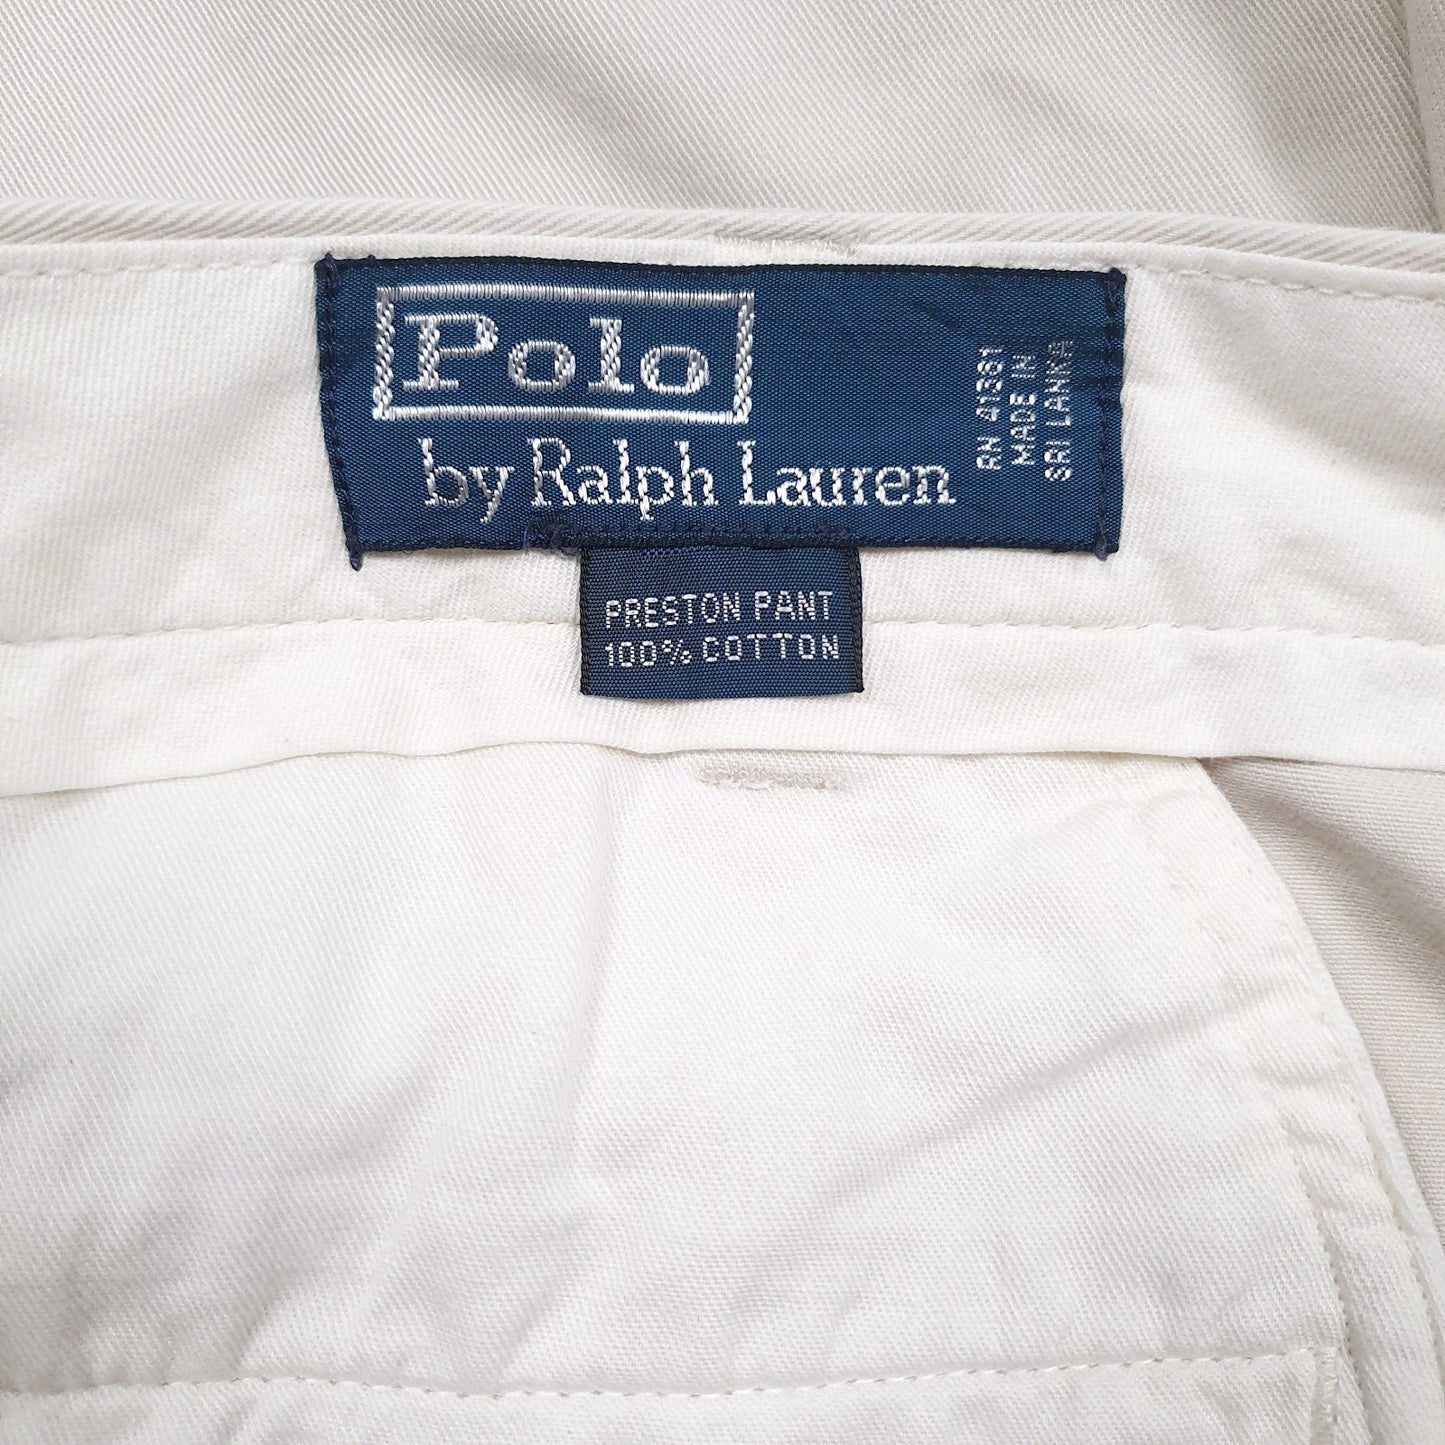 Polo
by Ralph Lauren
RN 41381
MADE IN
SRI LANKA
PRESTON PANT
100% COTTON